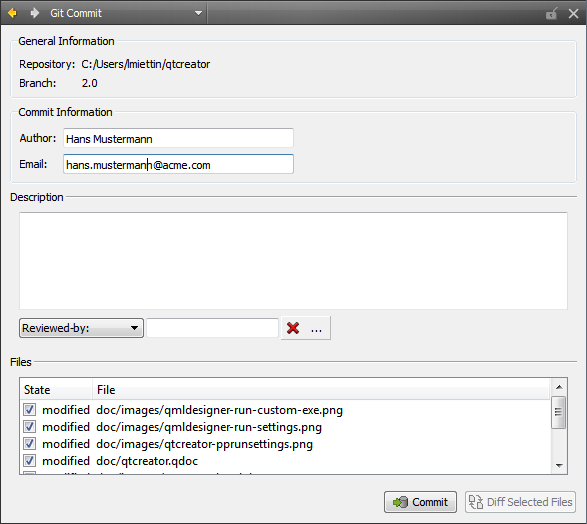 Git Commit
General Information
Repository: C:/Users/lmiettin/qtcreator
Branch: 2.0
Commit Information
Author: Hans Mustermann
Email: hans.mustermann@acme.com
Description
Reviewed-by: ...
Files
State File
modified doc/images/qmldesigner-run-custom-exe.png
modified doc/images/qmldesigner-run-settings.png
modified doc/images/qtcreator-pprunsettings.png
modified doc/qtcreator.qdoc
Commit Diff Selected Files